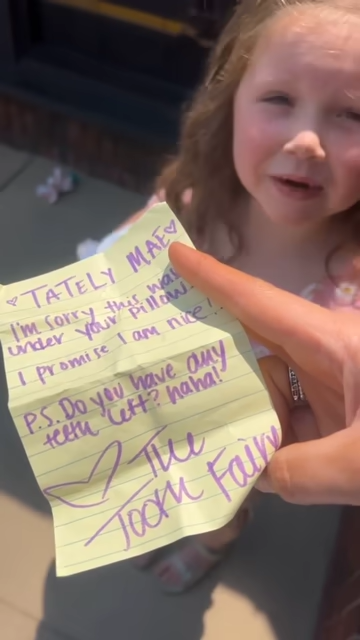 ♡ TATELY MAE ♡
I'm sorry this was
under your pillow.
I promise I am nice!!
P.S. Do you have any
teeth left? haha!
♡ The
Tooth Fairy